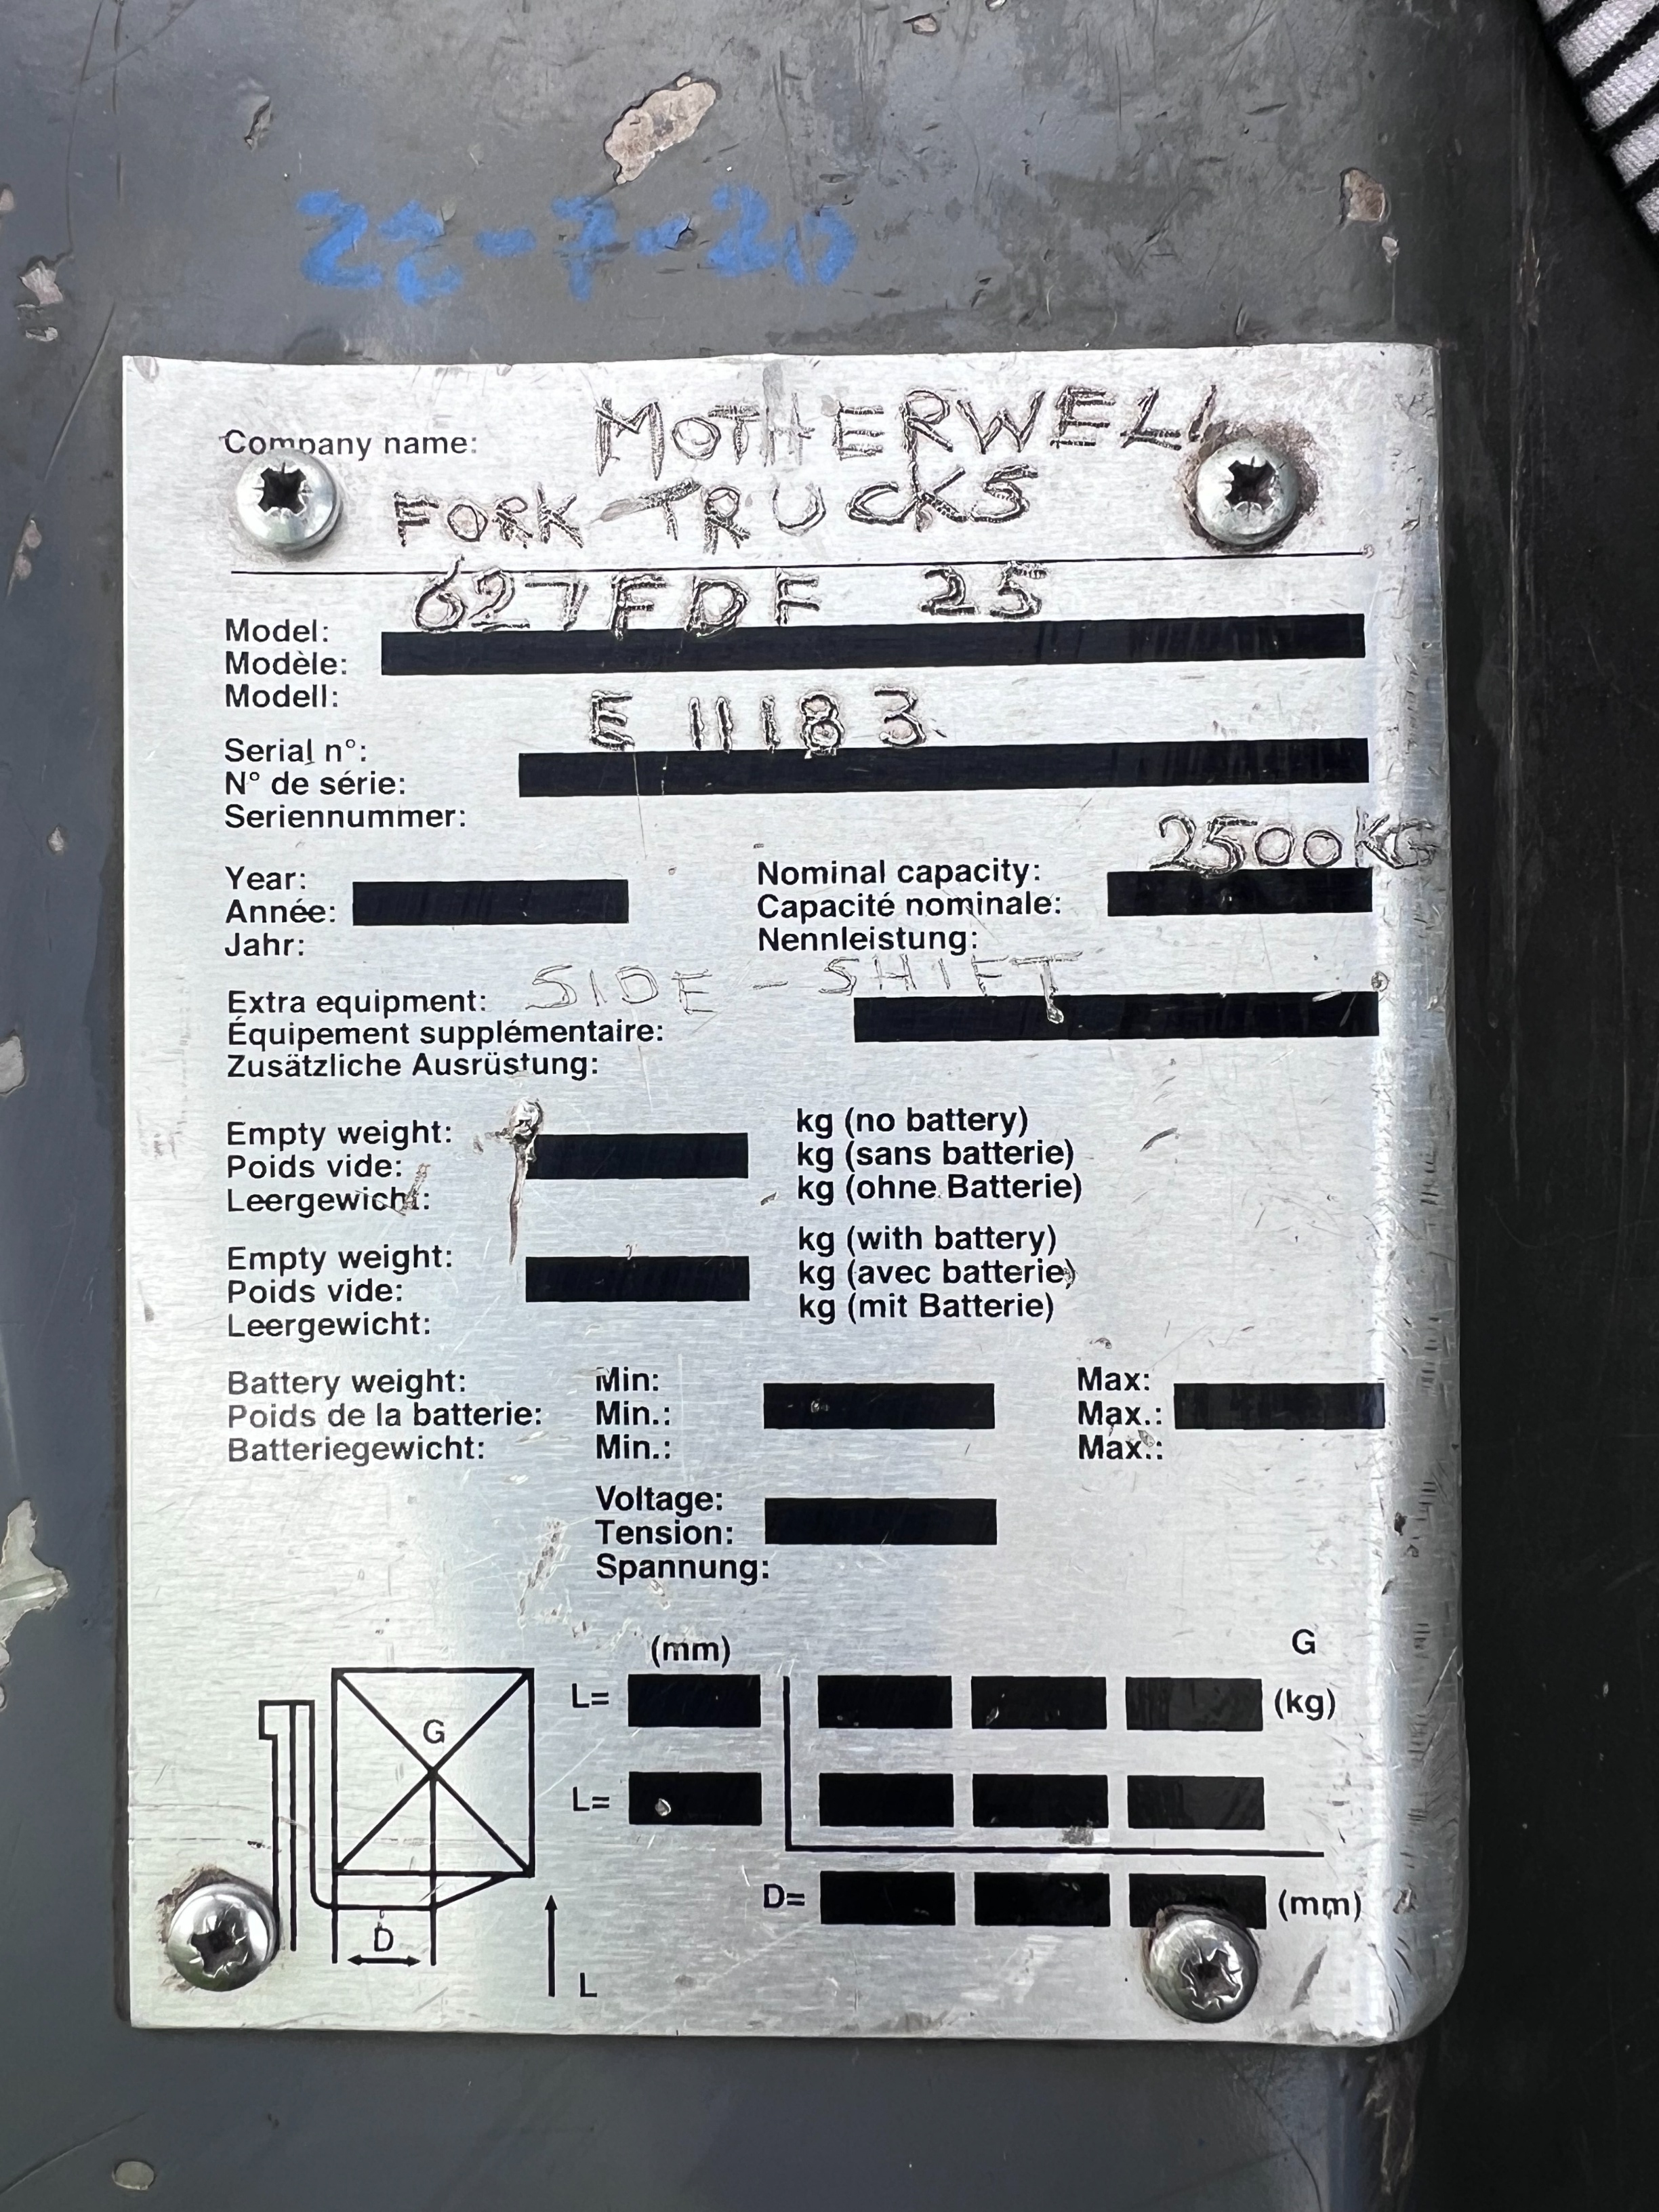 22-7-20
Company name: MOTHERWELL
FORK TRUCKS
627FDF 25
Model:
Modèle:
Modell:
E 11183
Serial n°:
N° de série:
Seriennummer:
2500KG
Year: Nominal capacity:
Année: Capacité nominale:
Jahr: Nennleistung:
Extra equipment: SIDE-SHIFT
Équipement supplémentaire:
Zusätzliche Ausrüstung:
Empty weight: kg (no battery)
Poids vide: kg (sans batterie)
Leergewicht: kg (ohne Batterie)
Empty weight: kg (with battery)
Poids vide: kg (avec batterie)
Leergewicht: kg (mit Batterie)
Battery weight: Min: Max:
Poids de la batterie: Min.: Max.:
Batteriegewicht: Min.: Max.:
Voltage:
Tension:
Spannung:
(mm) G
L= (kg)
G
L=
D= (mm)
D
L